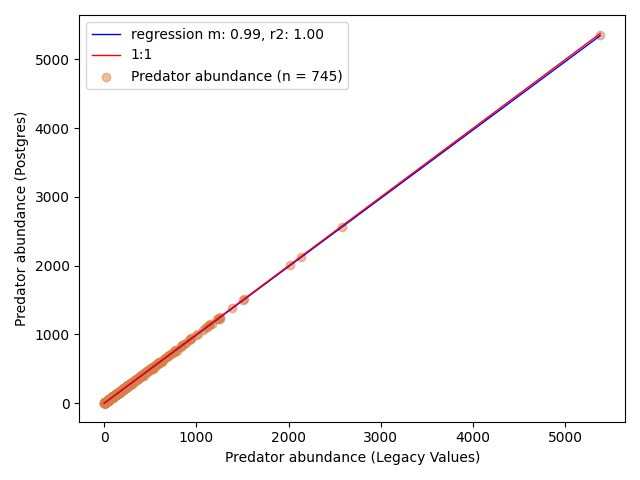 regression m: 0.99, r2: 1.00
1:1
Predator abundance (n = 745)
Predator abundance (Postgres)
5000
4000
3000
2000
1000
0
0 1000 2000 3000 4000 5000
Predator abundance (Legacy Values)